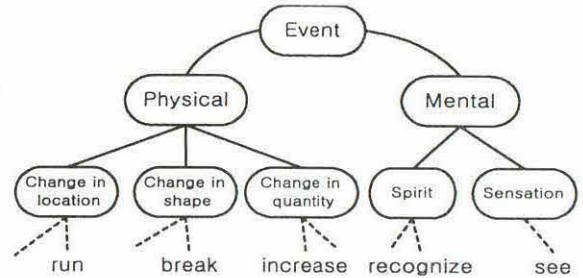 Event
Physical
Mental
Change in
location
Change in
shape
Change in
quantity
Spirit
Sensation
run
break
increase
recognize
see